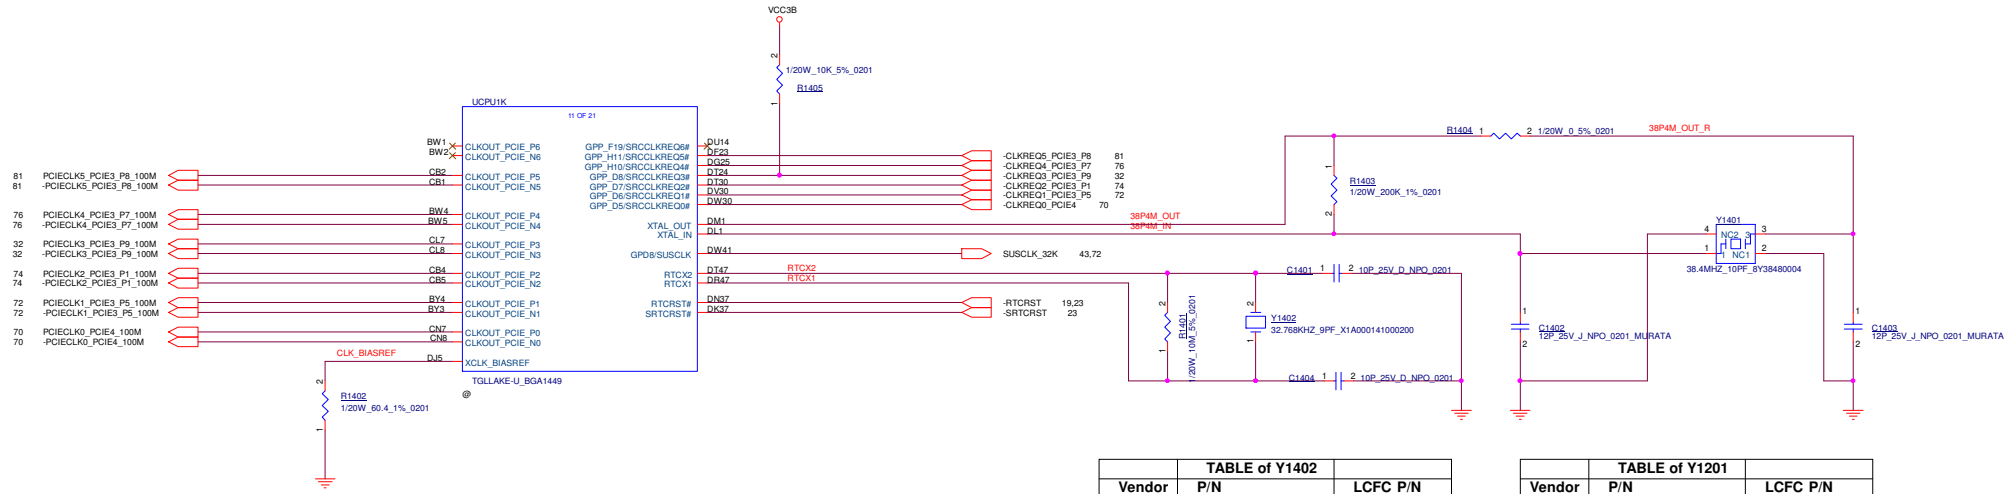 VCC3B
2
1/20W_10K_5%_0201
R1405
1
UCPU1K
11 OF 21
BW1 CLKOUT_PCIE_P6
BW2 CLKOUT_PCIE_N6
81 PCIECLK5_PCIE3_P8_100M CB2 CLKOUT_PCIE_P5
81 -PCIECLK5_PCIE3_P8_100M CB1 CLKOUT_PCIE_N5
76 PCIECLK4_PCIE3_P7_100M BW4 CLKOUT_PCIE_P4
76 -PCIECLK4_PCIE3_P7_100M BW5 CLKOUT_PCIE_N4
32 PCIECLK3_PCIE3_P9_100M CL7 CLKOUT_PCIE_P3
32 -PCIECLK3_PCIE3_P9_100M CL8 CLKOUT_PCIE_N3
74 PCIECLK2_PCIE3_P1_100M CB4 CLKOUT_PCIE_P2
74 -PCIECLK2_PCIE3_P1_100M CB5 CLKOUT_PCIE_N2
72 PCIECLK1_PCIE3_P5_100M BY4 CLKOUT_PCIE_P1
72 -PCIECLK1_PCIE3_P5_100M BY3 CLKOUT_PCIE_N1
70 PCIECLK0_PCIE4_100M CN7 CLKOUT_PCIE_P0
70 -PCIECLK0_PCIE4_100M CN8 CLKOUT_PCIE_N0
CLK_BIASREF DJ5 XCLK_BIASREF
GPP_F19/SRCCLKREQ6# DU14
GPP_H11/SRCCLKREQ5# DF23 -CLKREQ5_PCIE3_P8 81
GPP_H10/SRCCLKREQ4# DG25 -CLKREQ4_PCIE3_P7 76
GPP_D8/SRCCLKREQ3# DT24 -CLKREQ3_PCIE3_P9 32
GPP_D7/SRCCLKREQ2# DT30 -CLKREQ2_PCIE3_P1 74
GPP_D6/SRCCLKREQ1# DV30 -CLKREQ1_PCIE3_P5 72
GPP_D5/SRCCLKREQ0# DW30 -CLKREQ0_PCIE4 70
XTAL_OUT DM1 38P4M_OUT
XTAL_IN DL1 38P4M_IN
GPD8/SUSCLK DW41 SUSCLK_32K 43,72
RTCX2 DT47 RTCX2
RTCX1 DR47 RTCX1
RTCRST# DN37 -RTCRST 19,23
SRTCRST# DK37 -SRTCRST 23
TGLLAKE-U_BGA1449
@
2
R1402
1/20W_60.4_1%_0201
1
R1404 1 2 1/20W_0_5%_0201 38P4M_OUT_R
1
R1403
1/20W_200K_1%_0201
2
C1401 1 2 10P_25V_D_NPO_0201
2
R1401
1/20W_10M_5%_0201
1
2
Y1402
32.768KHZ_9PF_X1A000141000200
1
C1404 1 2 10P_25V_D_NPO_0201
Y1401
4 NC2 3 3
1 1 NC1 2
38.4MHZ_10PF_8Y38480004
1
C1402
12P_25V_J_NPO_0201_MURATA
2
1
C1403
12P_25V_J_NPO_0201_MURATA
2
TABLE of Y1402
Vendor P/N LCFC P/N
TABLE of Y1201
Vendor P/N LCFC P/N